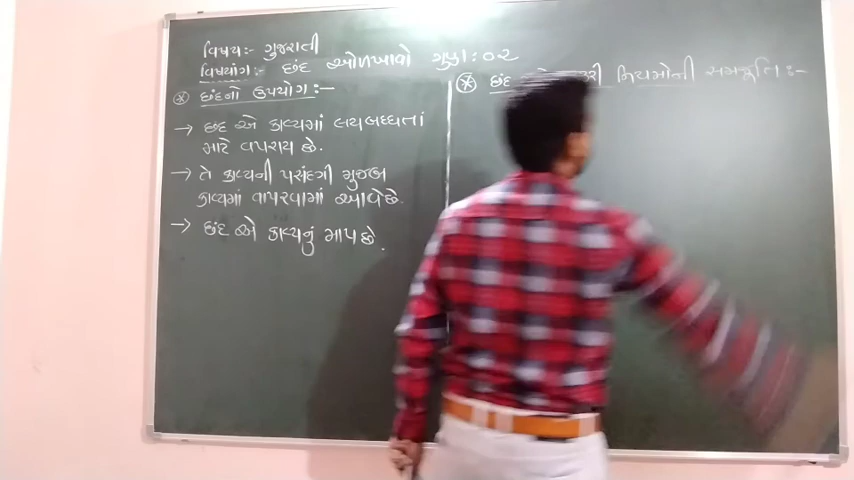 વિષય:- ગુજરાતી
વિષયાંગ:- છંદ ઓળખાવો ગુણ:૦૨
* છંદનો ઉપયોગ:-
→ છંદ એ કાવ્યમાં લયબધ્ધતાં
માટે વપરાય છે.
→ તે કાવ્યની પસંદગી મુજબ
કાવ્યમાં વાપરવામાં આવે છે.
→ છંદ એ કાવ્યનું માપ છે.
* છંદ નિયમોની સમજૂતિ:-